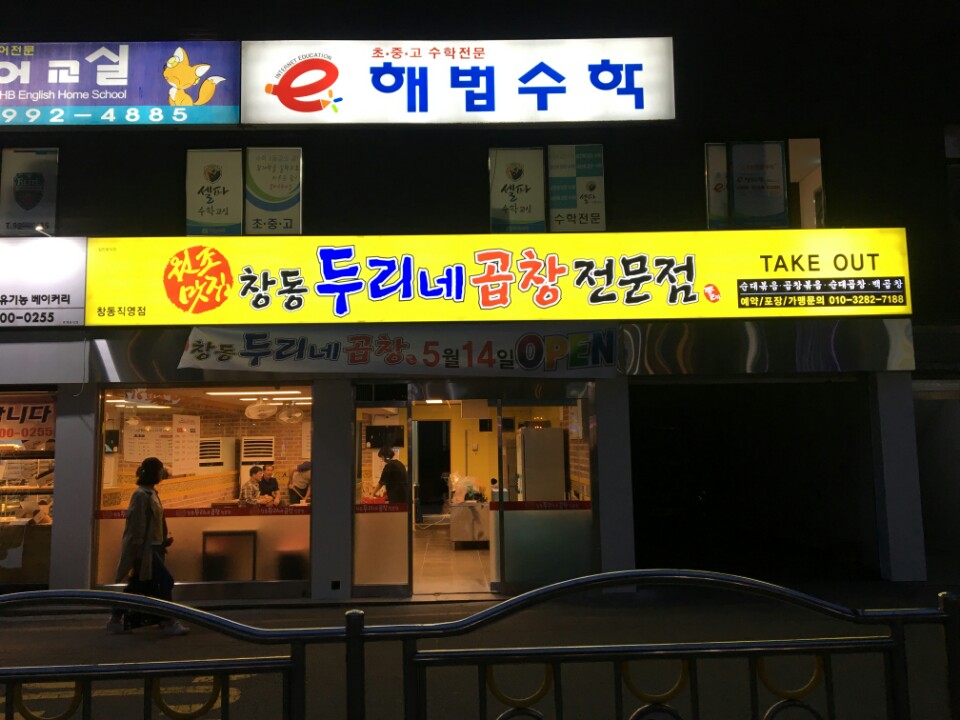 어전문
어교실
HB English Home School
992-4885
INTERNET EDUCATION
초·중·고 수학전문
e 해법수학
셀파
수학교실
초·중·고
셀파
수학교실
수학전문
유기농 베이커리
00-0255
원조
맛집
창동 두리네 곱창 전문점
창동직영점
TAKE OUT
순대볶음·곱창볶음·순대곱창·백곱창
예약/포장/가맹문의 010-3282-7188
창동 두리네 곱창 5월 14일 OPEN
니다
00-0255